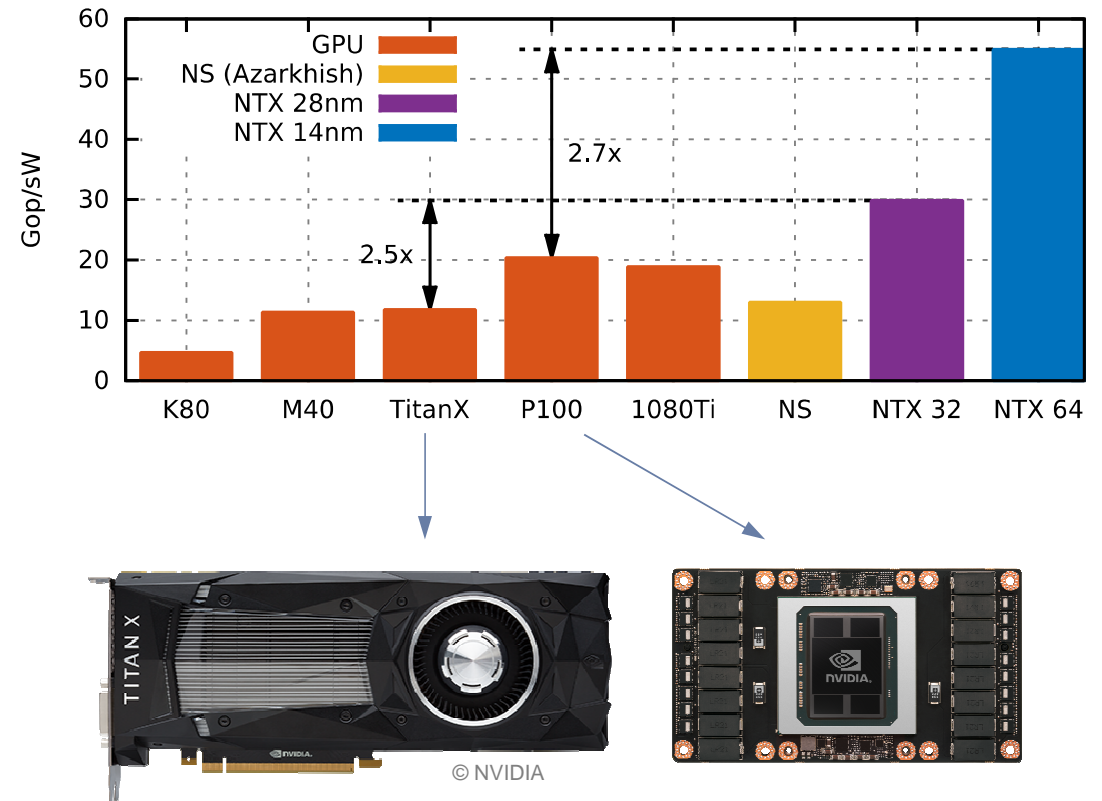 60
50
40
30
20
10
0
Gop/sW
GPU
NS (Azarkhish)
NTX 28nm
NTX 14nm
2.7x
2.5x
K80 M40 TitanX P100 1080Ti NS NTX 32 NTX 64
TITAN X
NVIDIA.
© NVIDIA
NVIDIA.